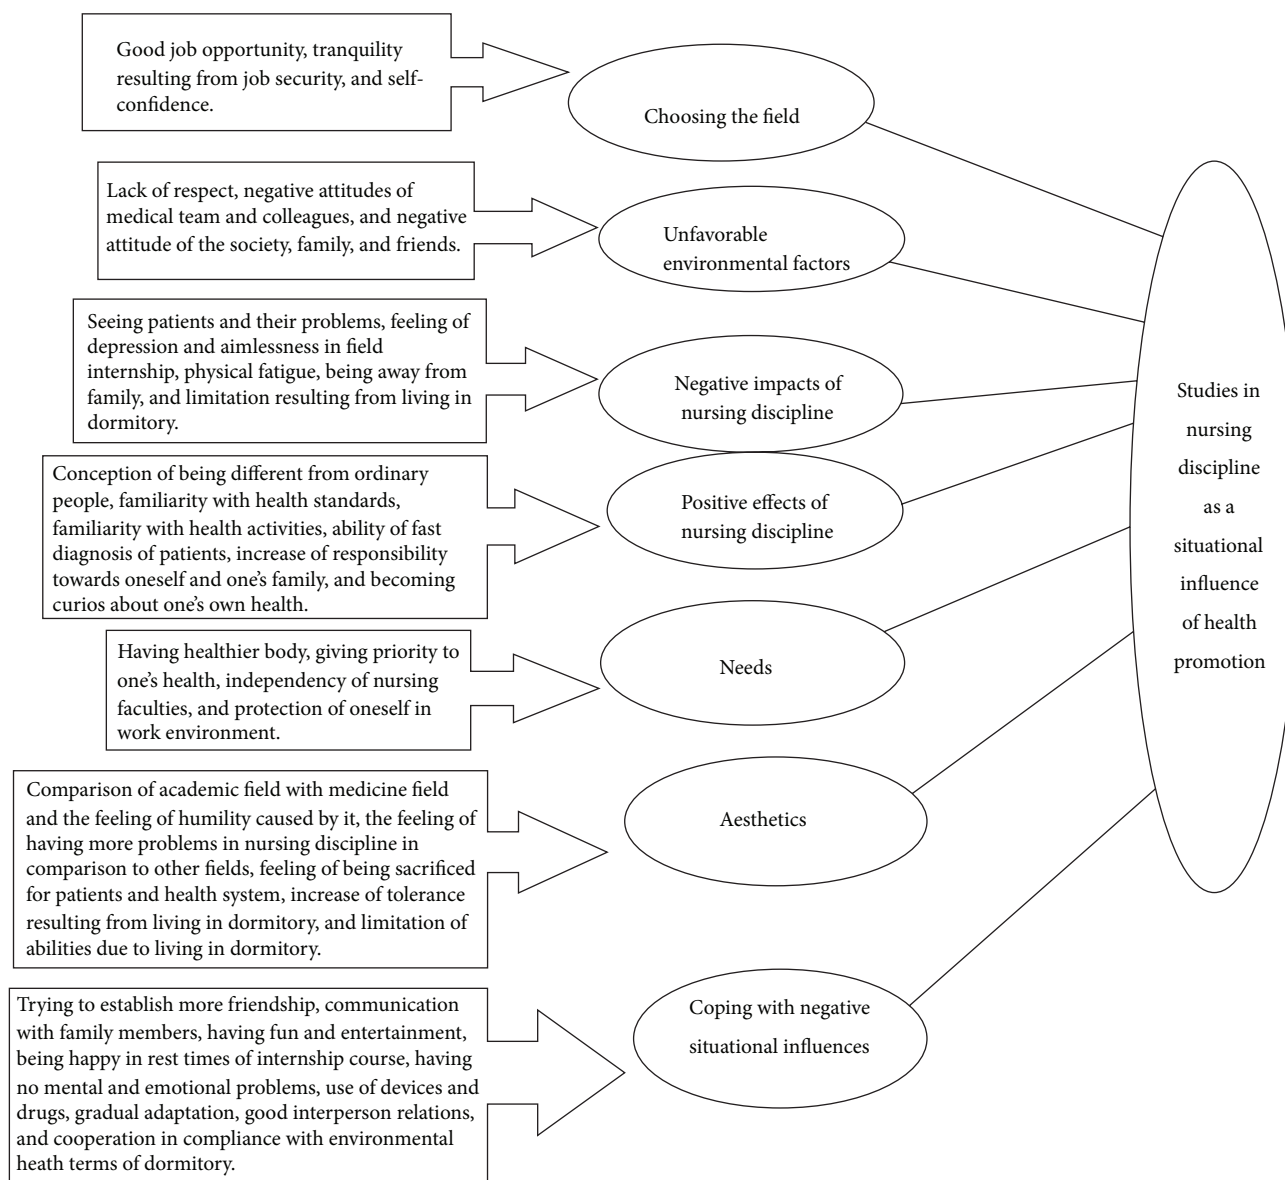 Good job opportunity, tranquility
resulting from job security, and self-
confidence.
Choosing the field
Lack of respect, negative attitudes of
medical team and colleagues, and negative
attitude of the society, family, and friends.
Unfavorable
environmental factors
Seeing patients and their problems, feeling of
depression and aimlessness in field
internship, physical fatigue, being away from
family, and limitation resulting from living in
dormitory.
Negative impacts of
nursing discipline
Conception of being different from ordinary
people, familiarity with health standards,
familiarity with health activities, ability of fast
diagnosis of patients, increase of responsibility
towards oneself and one's family, and becoming
curios about one's own health.
Positive effects of
nursing discipline
Having healthier body, giving priority to
one's health, independency of nursing
faculties, and protection of oneself in
work environment.
Needs
Comparison of academic field with medicine field
and the feeling of humility caused by it, the feeling of
having more problems in nursing discipline in
comparison to other fields, feeling of being sacrificed
for patients and health system, increase of tolerance
resulting from living in dormitory, and limitation of
abilities due to living in dormitory.
Aesthetics
Trying to establish more friendship, communication
with family members, having fun and entertainment,
being happy in rest times of internship course, having
no mental and emotional problems, use of devices and
drugs, gradual adaptation, good interperson relations,
and cooperation in compliance with environmental
heath terms of dormitory.
Coping with negative
situational influences
Studies in
nursing
discipline
as a
situational
influence
of health
promotion